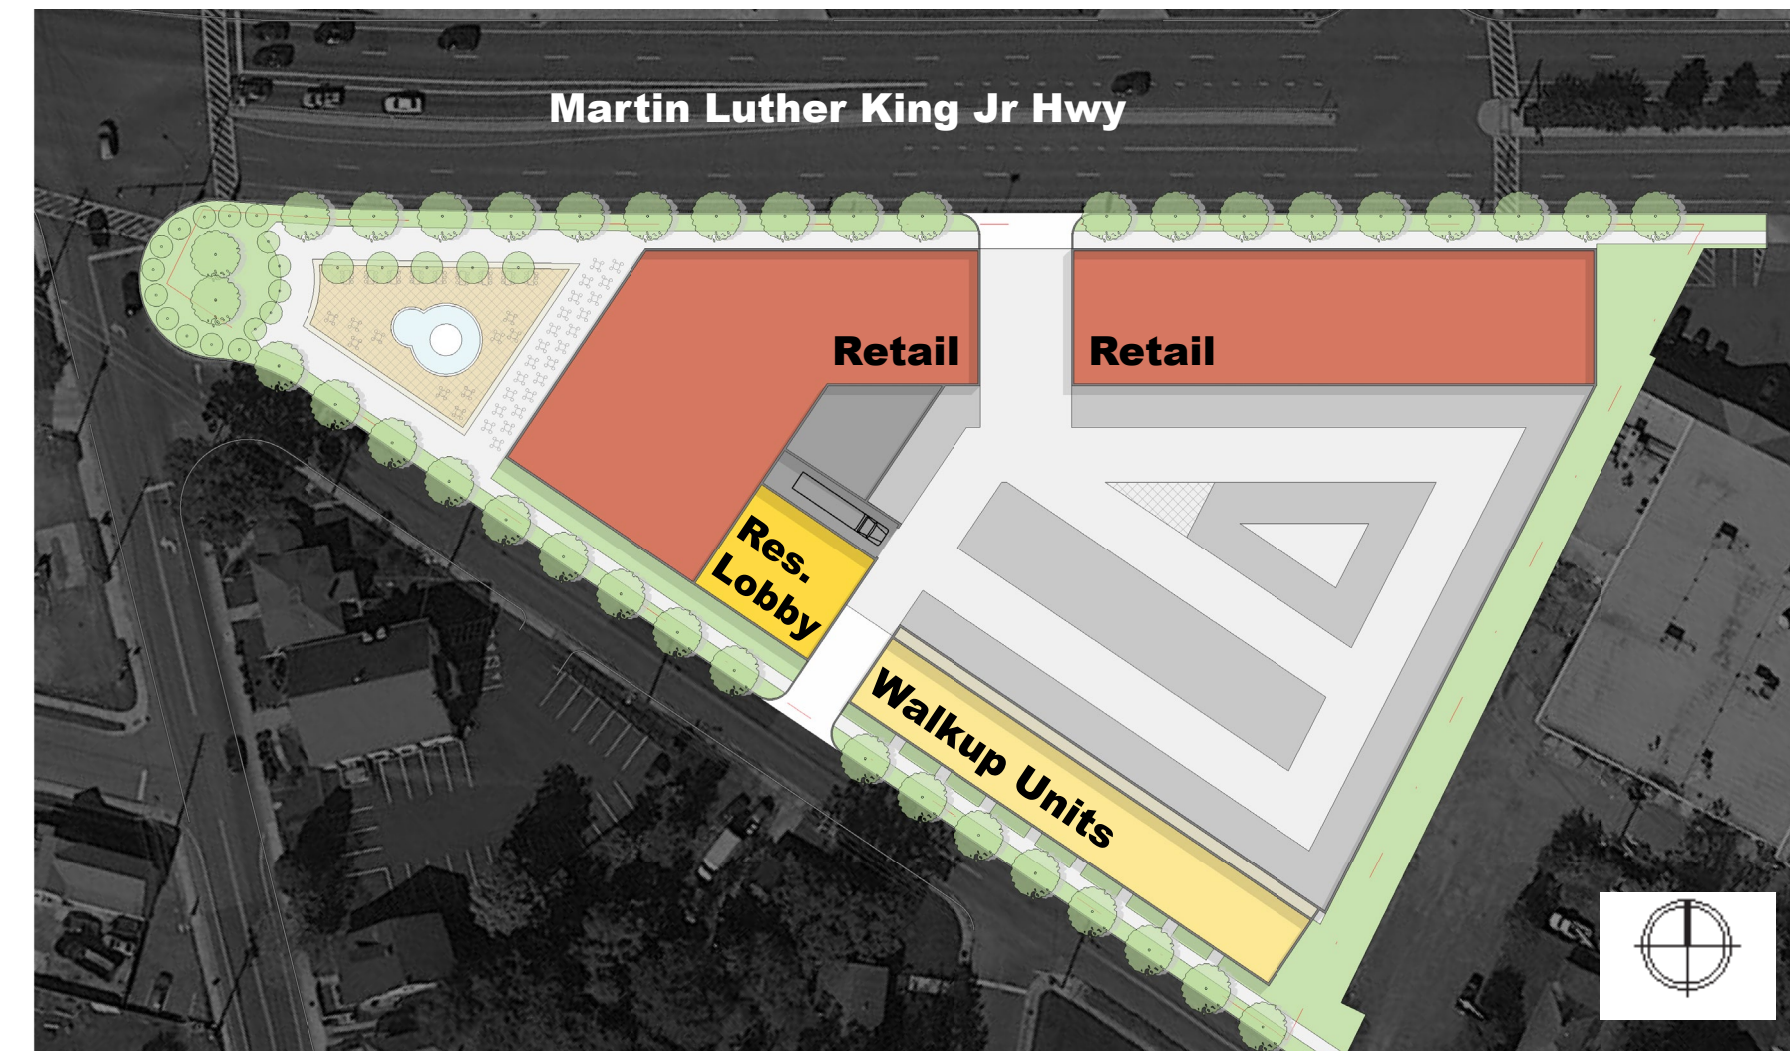 Martin Luther King Jr Hwy
Retail
Retail
Res.
Lobby
Walkup Units